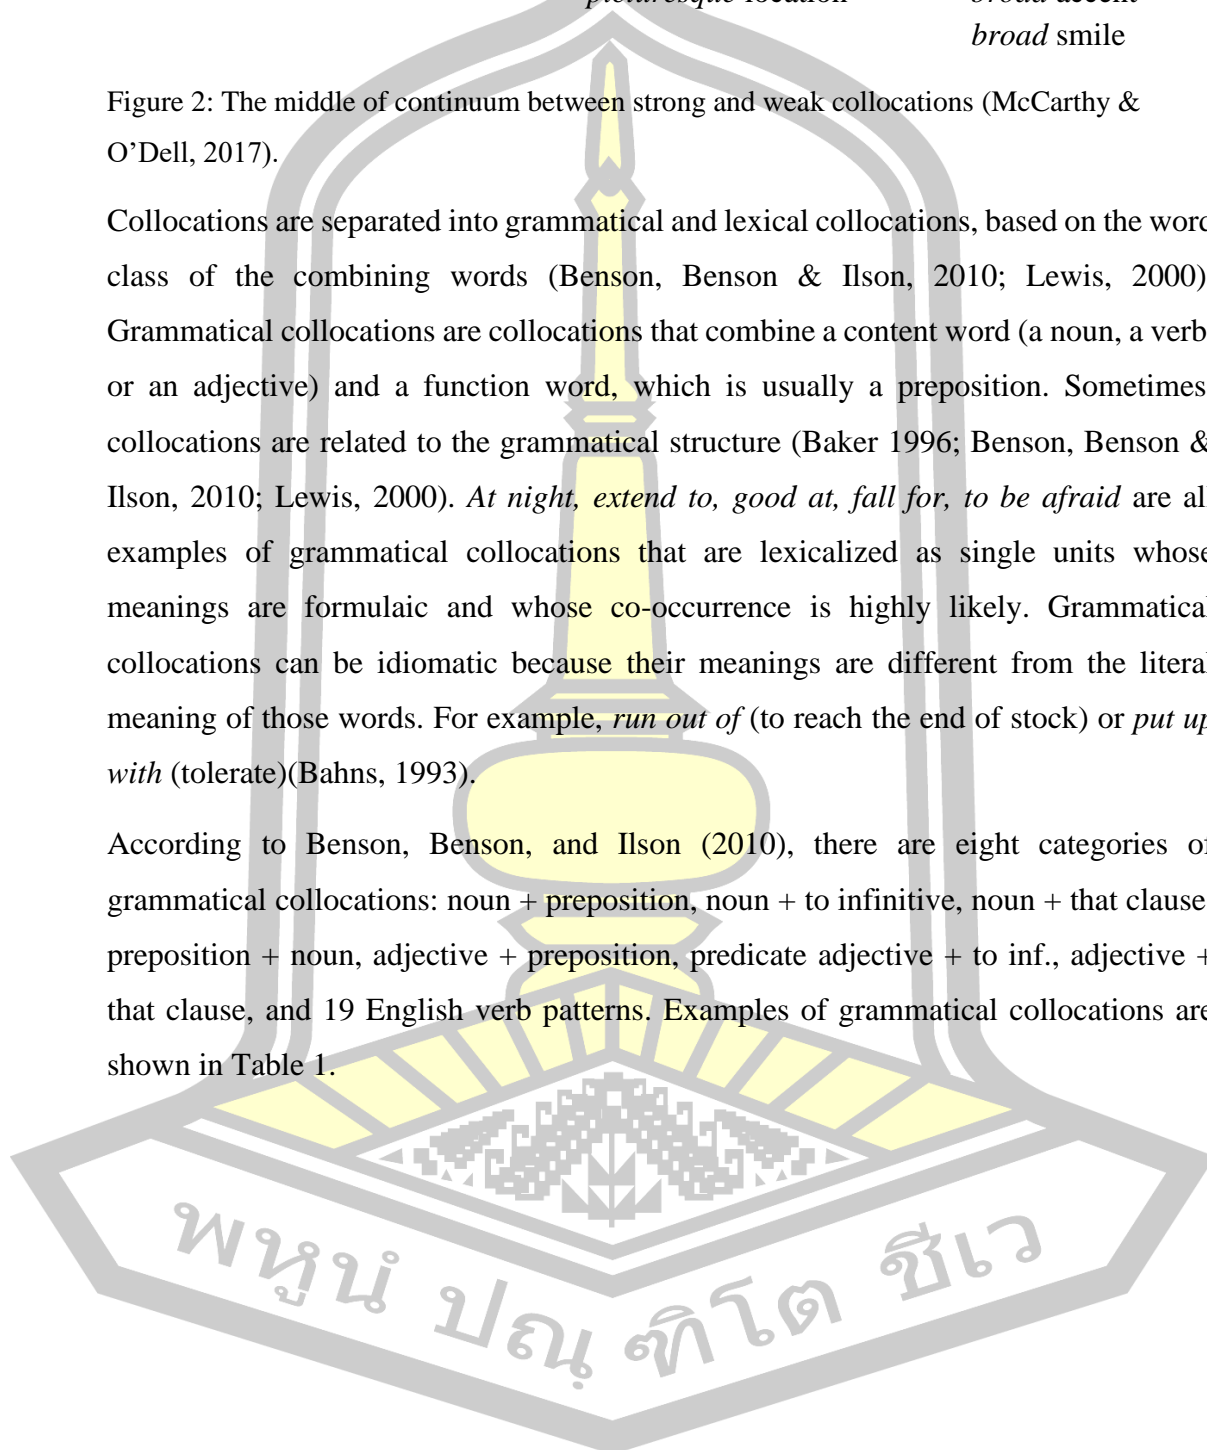 picturesque location broad accent
broad smile
Figure 2: The middle of continuum between strong and weak collocations (McCarthy &
O’Dell, 2017).
Collocations are separated into grammatical and lexical collocations, based on the word
class of the combining words (Benson, Benson & Ilson, 2010; Lewis, 2000)
Grammatical collocations are collocations that combine a content word (a noun, a verb
or an adjective) and a function word, which is usually a preposition. Sometimes
collocations are related to the grammatical structure (Baker 1996; Benson, Benson &
Ilson, 2010; Lewis, 2000). At night, extend to, good at, fall for, to be afraid are all
examples of grammatical collocations that are lexicalized as single units whose
meanings are formulaic and whose co-occurrence is highly likely. Grammatical
collocations can be idiomatic because their meanings are different from the literal
meaning of those words. For example, run out of (to reach the end of stock) or put up
with (tolerate)(Bahns, 1993).
According to Benson, Benson, and Ilson (2010), there are eight categories of
grammatical collocations: noun + preposition, noun + to infinitive, noun + that clause
preposition + noun, adjective + preposition, predicate adjective + to inf., adjective +
that clause, and 19 English verb patterns. Examples of grammatical collocations are
shown in Table 1.
พหูนํ ปณฺฑิโต ชีเว